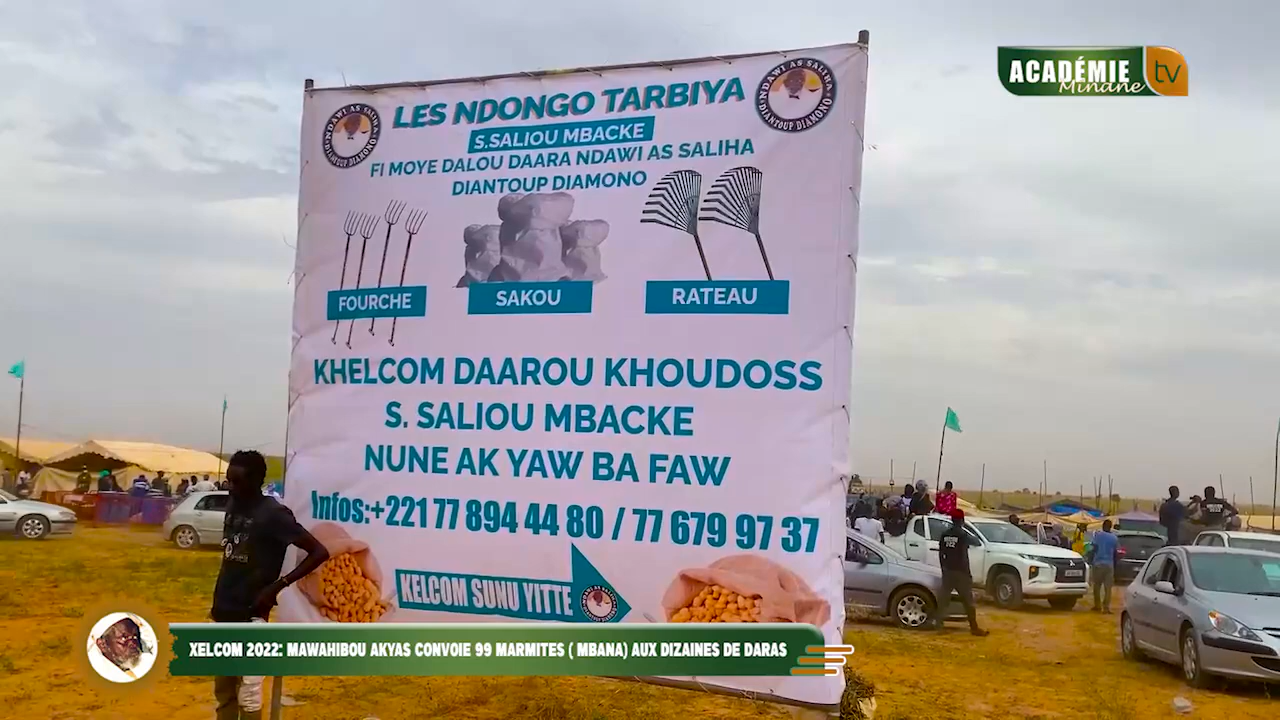 ACADÉMIE tv
Minane
LES NDONGO TARBIYA
S.SALIOU MBACKE
FI MOYE DALOU DAARA NDAWI AS SALIHA
DIANTOUP DIAMONO
NDAWI AS SALIHA
DIANTOUP DIAMONO
NDAWI AS SALIHA
DIANTOUP DIAMONO
FOURCHE
SAKOU
RATEAU
KHELCOM DAAROU KHOUDOSS
S. SALIOU MBACKE
NUNE AK YAW BA FAW
Infos:+221 77 894 44 80 / 77 679 97 37
KELCOM SUNU YITTE
XELCOM 2022: MAWAHIBOU AKYAS CONVOIE 99 MARMITES ( MBANA) AUX DIZAINES DE DARAS